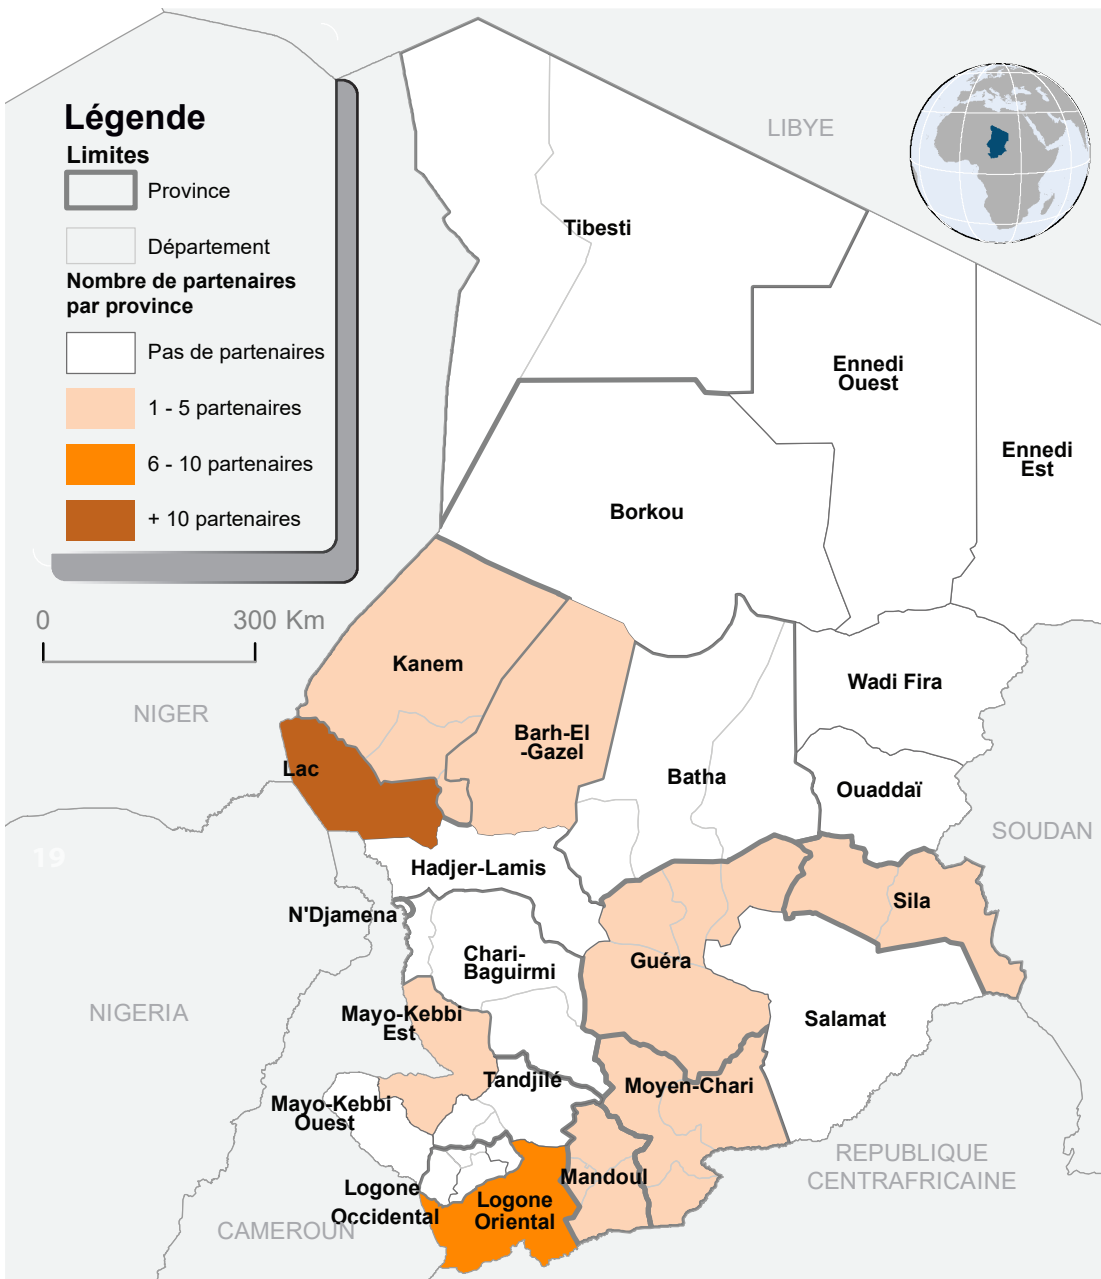 Légende
Limites
Province
Département
Nombre de partenaires
par province
Pas de partenaires
1 - 5 partenaires
6 - 10 partenaires
+ 10 partenaires
0
300 Km
LIBYE
Tibesti
Ennedi
Ouest
Ennedi
Est
Borkou
Kanem
Wadi Fira
NIGER
Barh-El
-Gazel
Lac
Batha
Ouaddaï
SOUDAN
19
Hadjer-Lamis
Sila
N'Djamena
Chari-
Baguirmi
Guéra
NIGERIA
Mayo-Kebbi
Est
Salamat
Tandjilé
Moyen-Chari
Mayo-Kebbi
Ouest
REPUBLIQUE
CENTRAFRICAINE
Mandoul
Logone
Occidental
Logone
Oriental
CAMEROUN